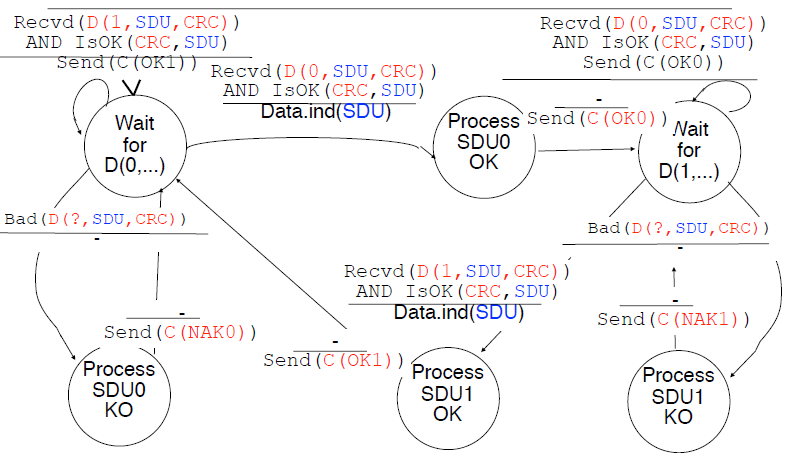 Recvd(D(1,SDU,CRC))
AND IsOK(CRC,SDU)
Send(C(OK1))
Recvd(D(0,SDU,CRC))
AND IsOK(CRC,SDU)
Data.ind(SDU)
Recvd(D(0,SDU,CRC))
AND IsOK(CRC,SDU)
Send(C(OK0))
Wait
for
D(0,...)
Process
SDU0
OK
-
Send(C(OK0))
Wait
for
D(1,...)
Bad(D(?,SDU,CRC))
-
Bad(D(?,SDU,CRC))
-
Recvd(D(1,SDU,CRC))
AND IsOK(CRC,SDU)
Data.ind(SDU)
-
Send(C(NAK0))
-
Send(C(OK1))
-
Send(C(NAK1))
Process
SDU0
KO
Process
SDU1
OK
Process
SDU1
KO